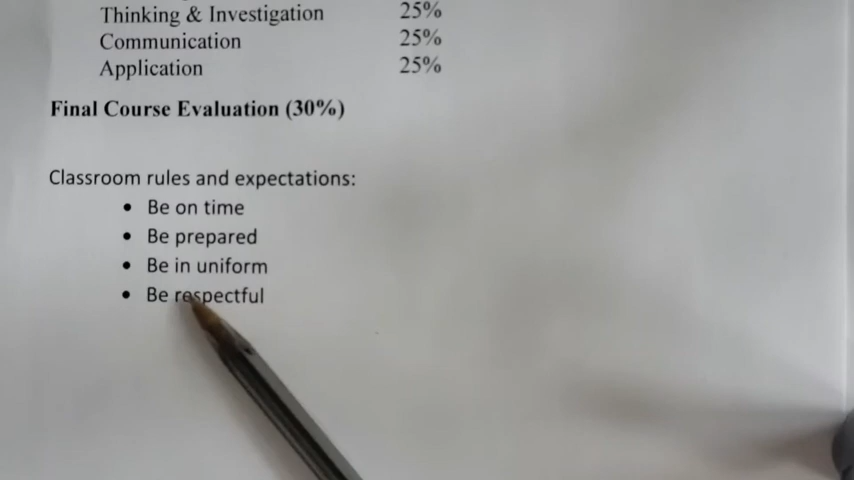 Thinking & Investigation 25%
Communication 25%
Application 25%
Final Course Evaluation (30%)
Classroom rules and expectations:
• Be on time
• Be prepared
• Be in uniform
• Be respectful